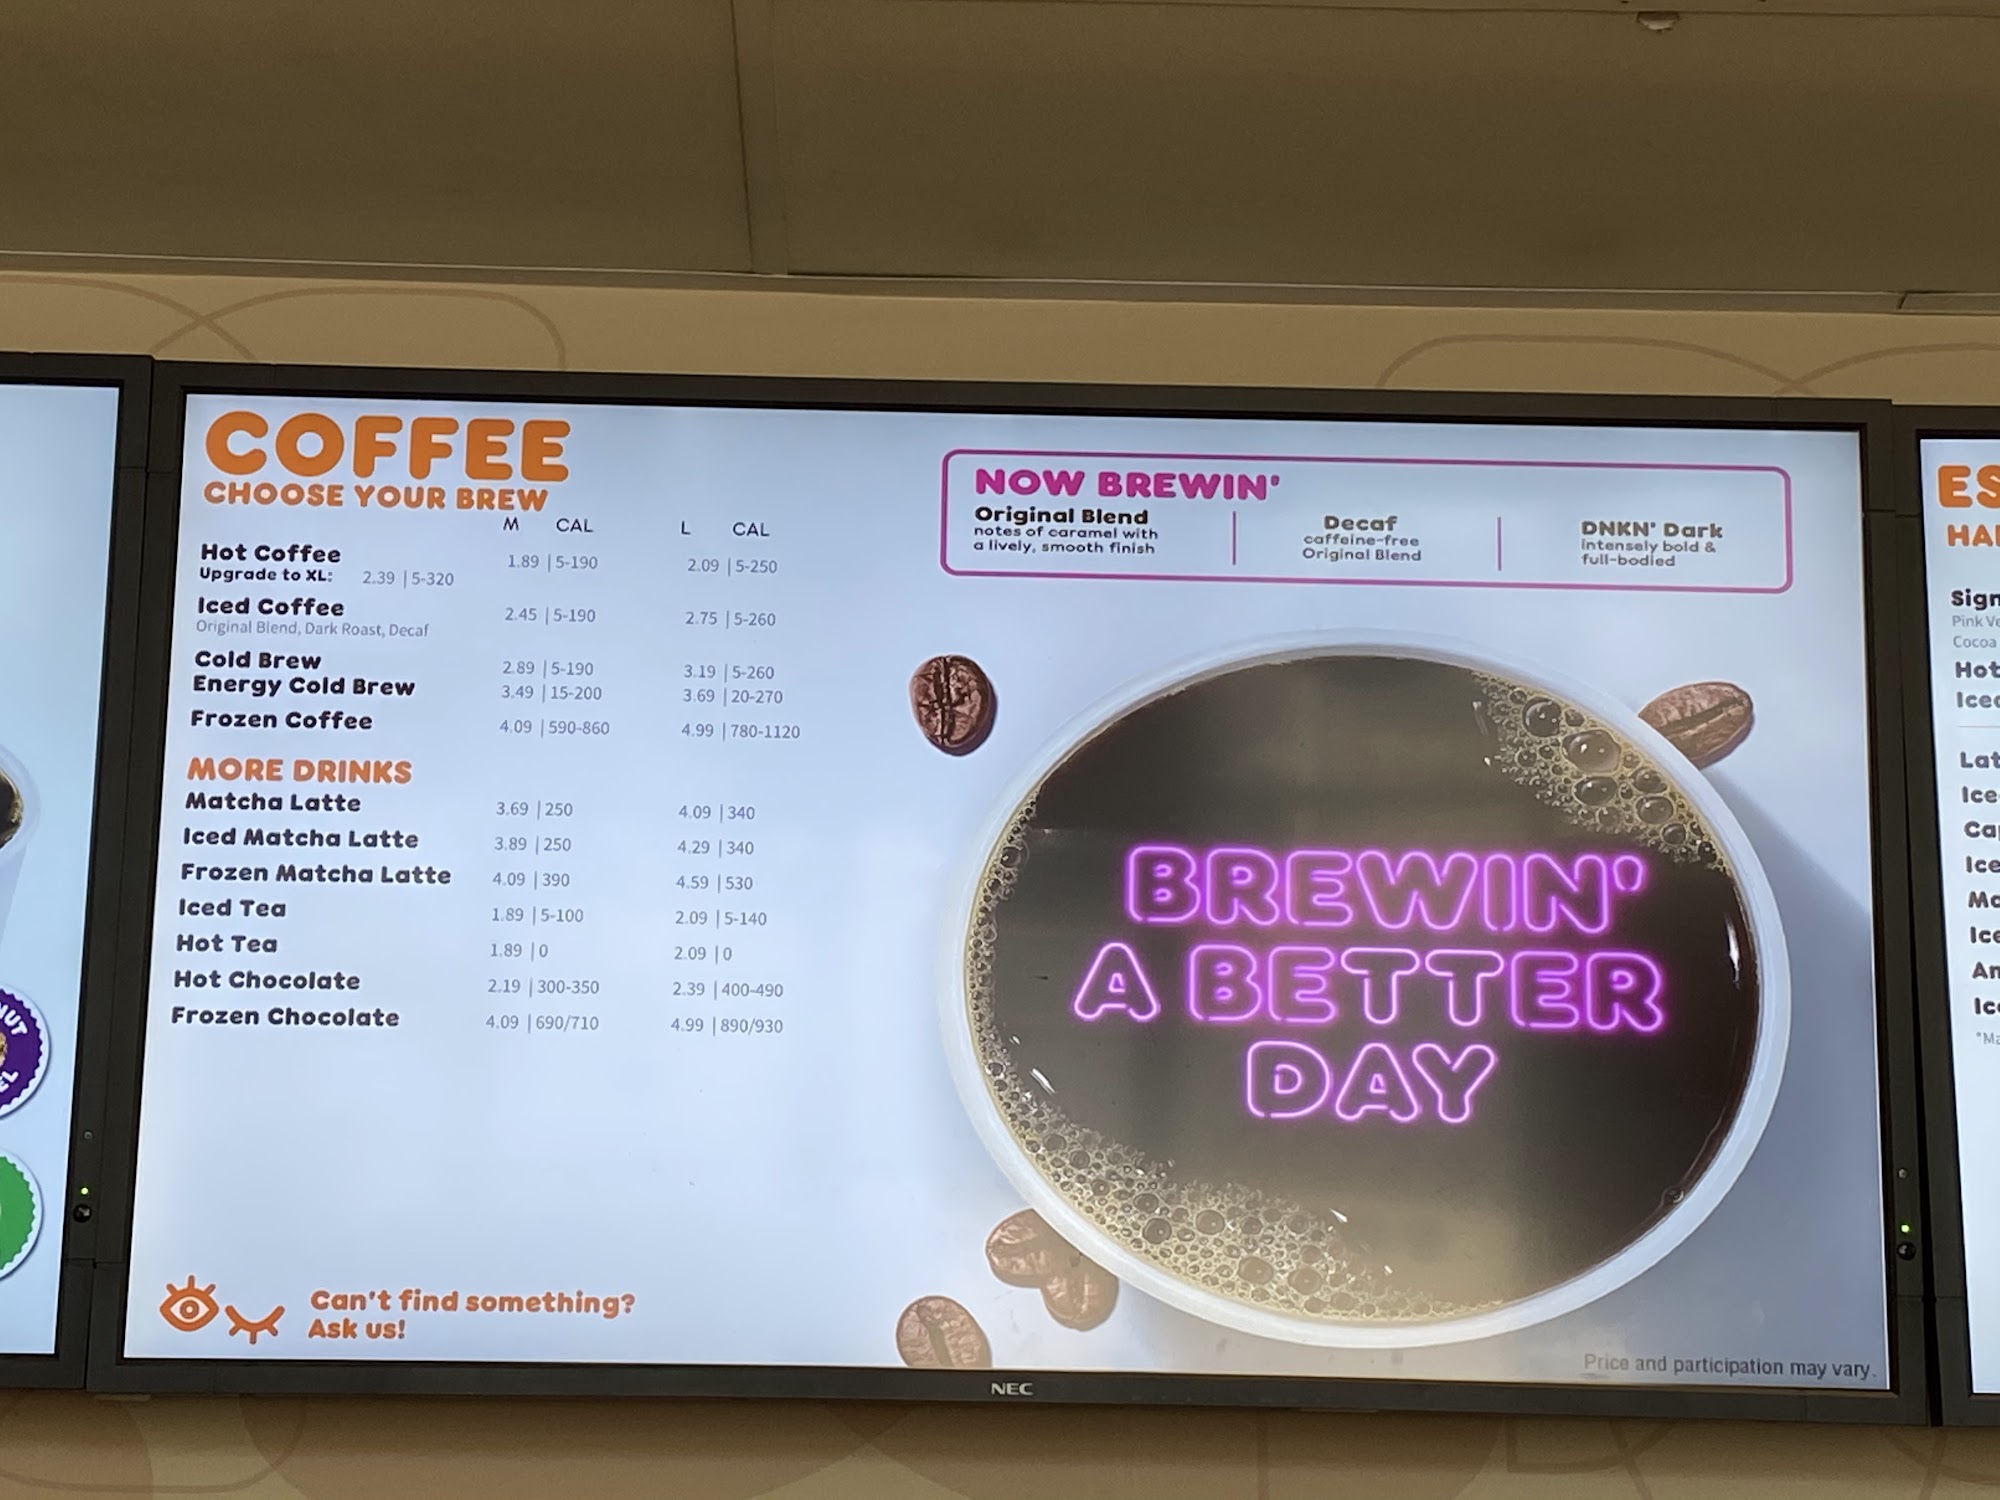 COFFEE
CHOOSE YOUR BREW
M CAL L CAL
Hot Coffee 1.89 | 5-190 2.09 | 5-250
Upgrade to XL: 2.39 | 5-320
Iced Coffee 2.45 | 5-190 2.75 | 5-260
Original Blend, Dark Roast, Decaf
Cold Brew 2.89 | 5-190 3.19 | 5-260
Energy Cold Brew 3.49 | 15-200 3.69 | 20-270
Frozen Coffee 4.09 | 590-860 4.99 | 780-1120
MORE DRINKS
Matcha Latte 3.69 | 250 4.09 | 340
Iced Matcha Latte 3.89 | 250 4.29 | 340
Frozen Matcha Latte 4.09 | 390 4.59 | 530
Iced Tea 1.89 | 5-100 2.09 | 5-140
Hot Tea 1.89 | 0 2.09 | 0
Hot Chocolate 2.19 | 300-350 2.39 | 400-490
Frozen Chocolate 4.09 | 690/710 4.99 | 890/930
Can't find something?
Ask us!
NOW BREWIN'
Original Blend
notes of caramel with
a lively, smooth finish
Decaf
caffeine-free
Original Blend
DNKN' Dark
intensely bold &
full-bodied
BREWIN'
A BETTER
DAY
Price and participation may vary.
NEC
Hot
Cocoa